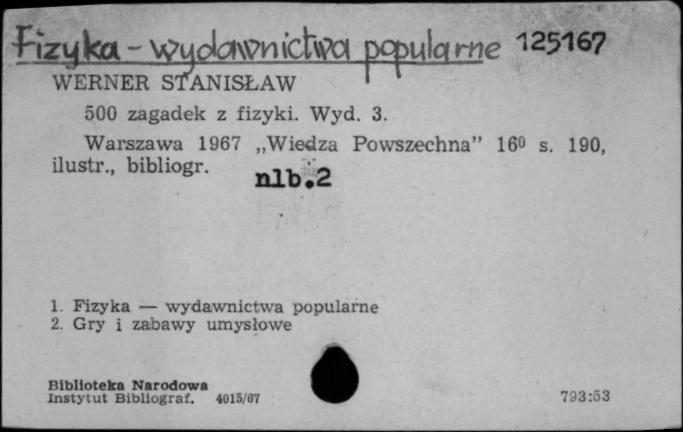 Fizyka - wydawnictwa popularne 125167
WERNER STANISŁAW
500 zagadek z fizyki. Wyd. 3.
Warszawa 1967 „Wiedza Powszechna” 16⁰ s. 190,
ilustr., bibliogr. nlb.2
1. Fizyka — wydawnictwa popularne
2. Gry i zabawy umysłowe
Biblioteka Narodowa
Instytut Bibliograf. 4015/67 793:53